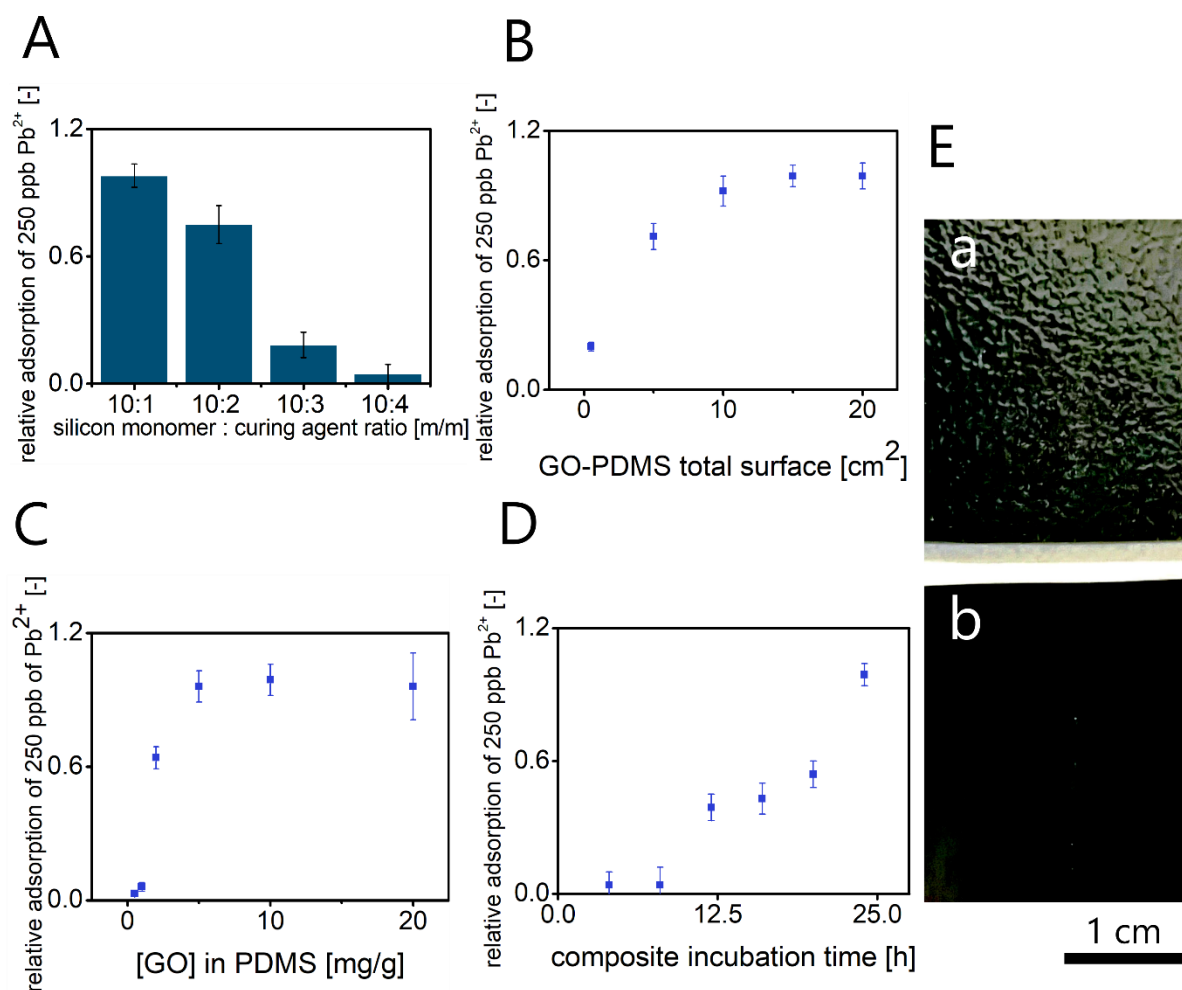 A
relative adsorption of 250 ppb Pb2+ [-]
1.2
0.6
0.0
10:1 10:2 10:3 10:4
silicon monomer : curing agent ratio [m/m]
B
relative adsorption of 250 ppb Pb2+ [-]
1.2
0.6
0.0
0 10 20
GO-PDMS total surface [cm2]
C
relative adsorption of 250 ppb of Pb2+ [-]
1.2
0.6
0.0
0 10 20
[GO] in PDMS [mg/g]
D
relative adsorption of 250 ppb Pb2+ [-]
1.2
0.6
0.0
0.0 12.5 25.0
composite incubation time [h]
E
a
b
1 cm